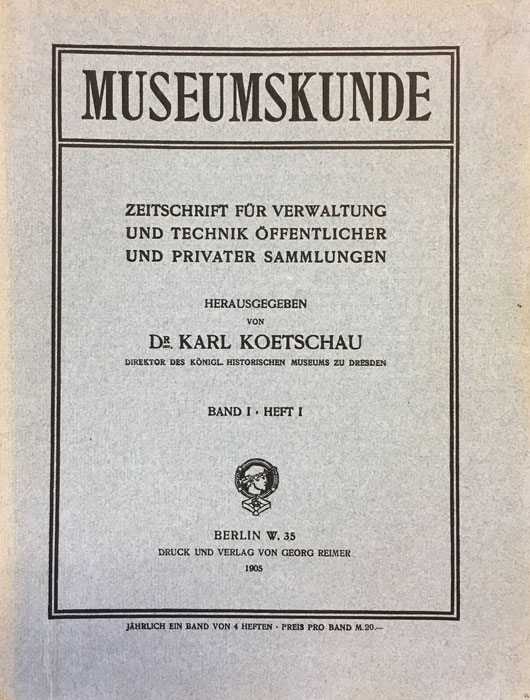 MUSEUMSKUNDE
ZEITSCHRIFT FÜR VERWALTUNG
UND TECHNIK ÖFFENTLICHER
UND PRIVATER SAMMLUNGEN
HERAUSGEGEBEN
VON
DR. KARL KOETSCHAU
DIREKTOR DES KÖNIGL. HISTORISCHEN MUSEUMS ZU DRESDEN
BAND I · HEFT I
BERLIN W. 35
DRUCK UND VERLAG VON GEORG REIMER
1905
JÄHRLICH EIN BAND VON 4 HEFTEN · PREIS PRO BAND M. 20.—